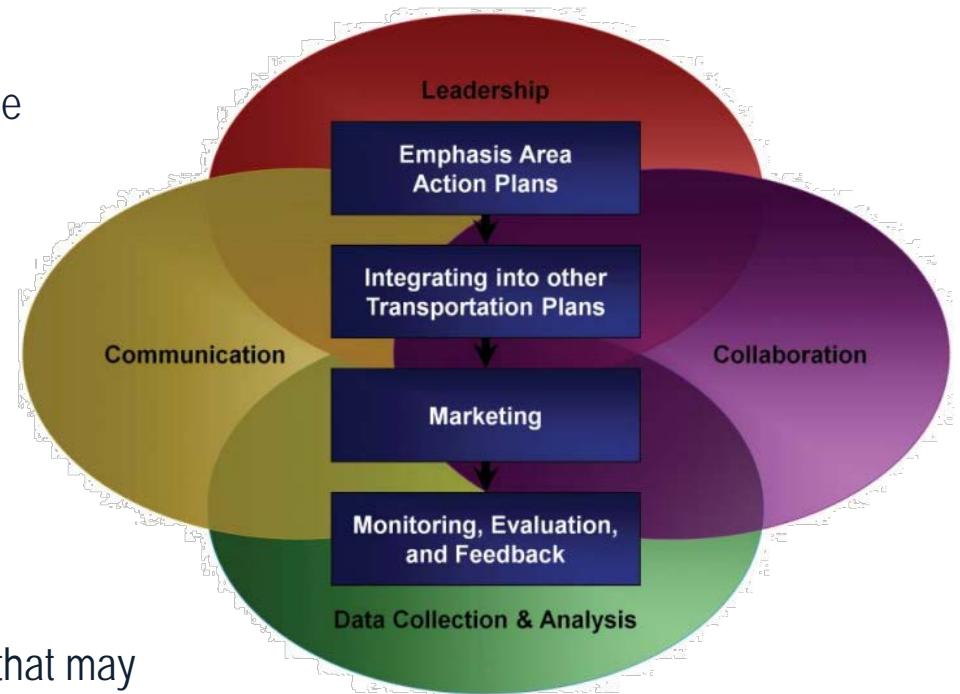 e
Leadership
Emphasis Area
Action Plans
Integrating into other
Transportation Plans
Communication
Collaboration
Marketing
Monitoring, Evaluation,
and Feedback
Data Collection & Analysis
that may